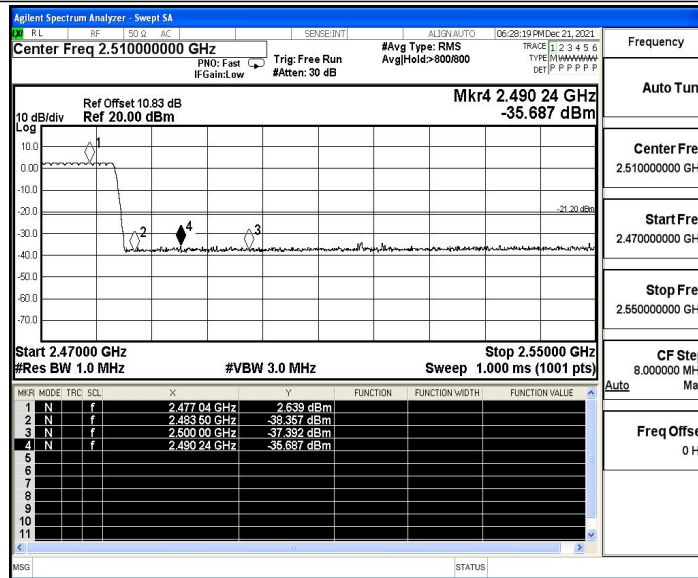 Agilent Spectrum Analyzer - Swept SA
RL RF 50 Ω AC SENSE:INT ALIGN AUTO 06:28:19 PM Dec 21, 2021
Center Freq 2.510000000 GHz
PNO: Fast
IFGain:Low
Trig: Free Run
#Atten: 30 dB
#Avg Type: RMS
Avg|Hold:>800/800
TRACE 1 2 3 4 5 6
TYPE M
DET P P P P P P
Ref Offset 10.83 dB
10 dB/div Ref 20.00 dBm
Log
Mkr4 2.490 24 GHz
-35.687 dBm
10.0
0.00
-10.0
-20.0
-30.0
-40.0
-50.0
-60.0
-70.0
1
2
4
3
-21.20 dBm
Start 2.47000 GHz Stop 2.55000 GHz
#Res BW 1.0 MHz #VBW 3.0 MHz Sweep 1.000 ms (1001 pts)
MKR MODE TRC SCL X Y FUNCTION FUNCTION WIDTH FUNCTION VALUE
1 N f 2.477 04 GHz 2.639 dBm
2 N f 2.483 50 GHz -38.357 dBm
3 N f 2.500 00 GHz -37.392 dBm
4 N f 2.490 24 GHz -35.687 dBm
5
6
7
8
9
10
11
MSG STATUS
Frequency
Auto Tun
Center Fre
2.510000000 GH
Start Fre
2.470000000 GH
Stop Fre
2.550000000 GH
CF Ste
8.000000 MH
Auto Ma
Freq Offse
0 H